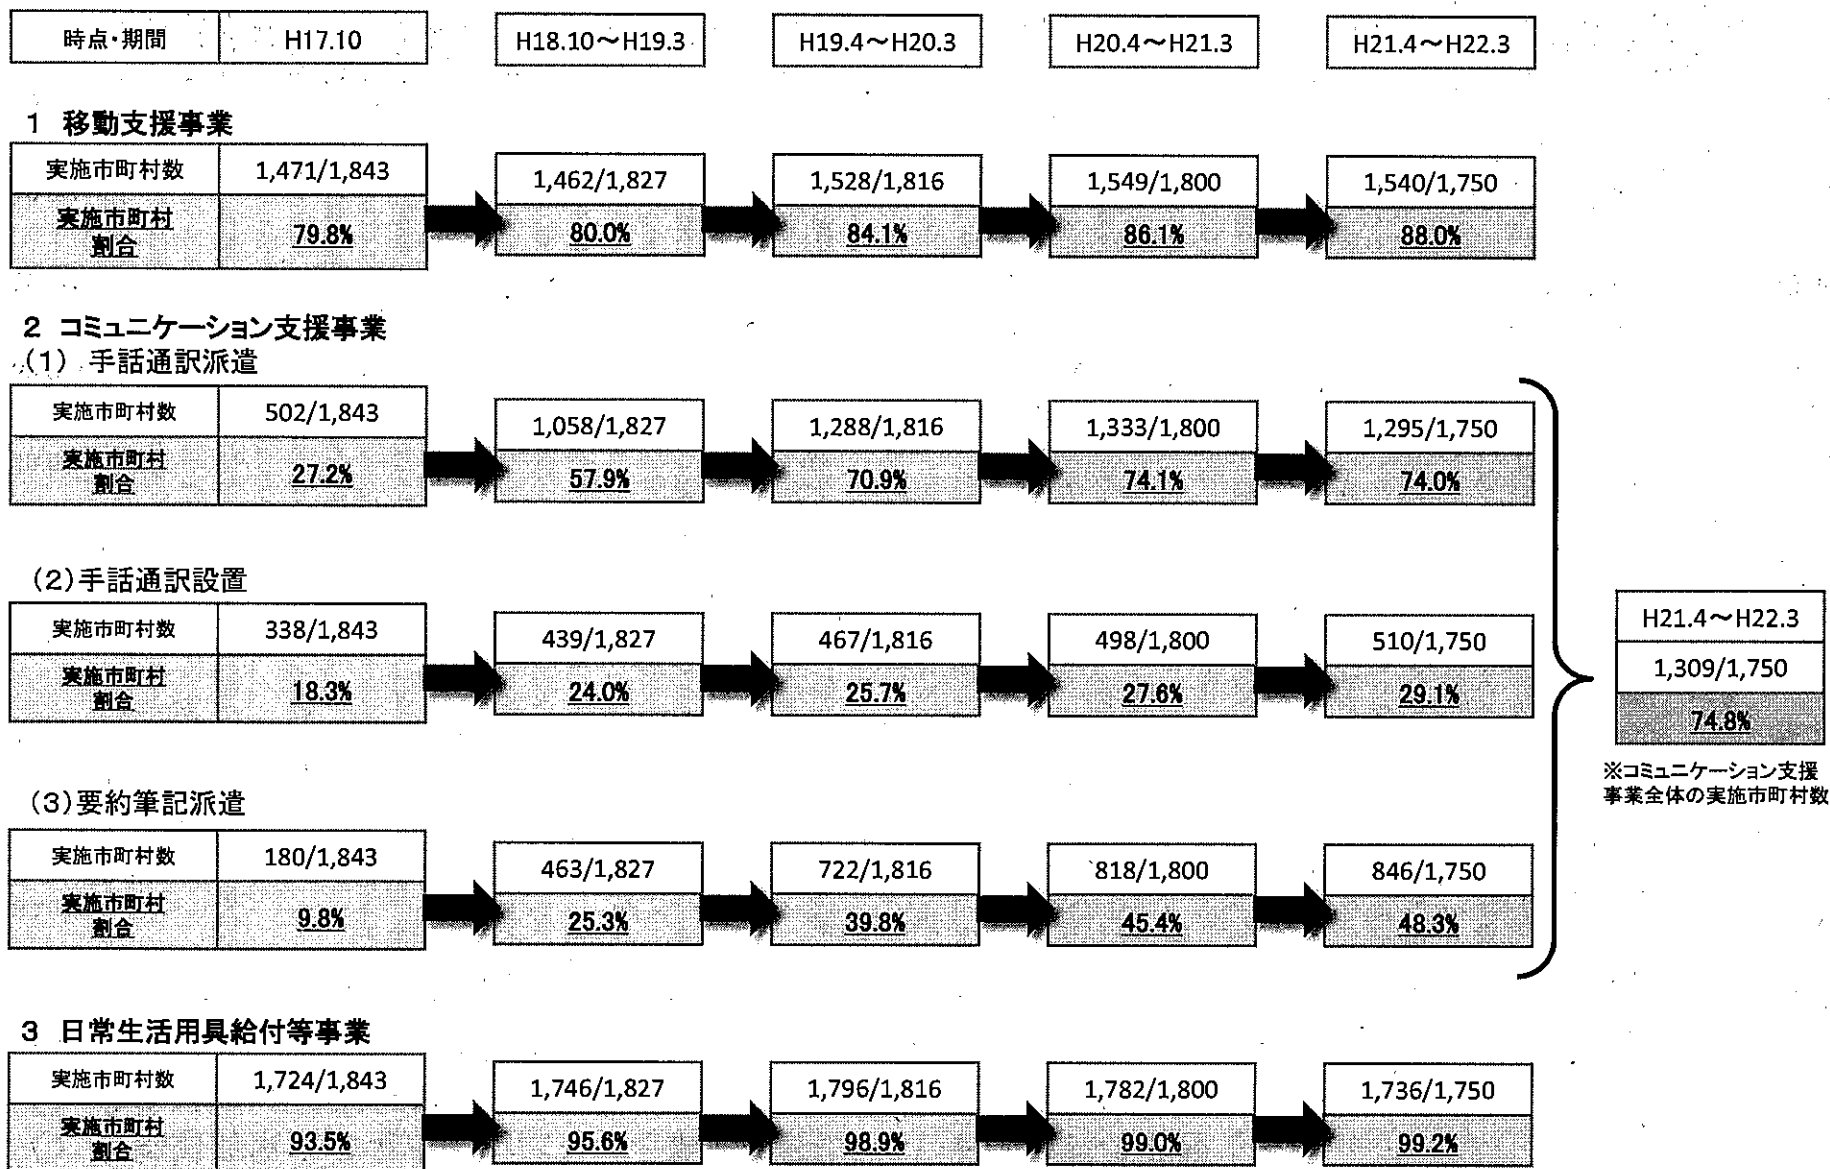 時点・期間 H17.10 H18.10～H19.3 H19.4～H20.3 H20.4～H21.3 H21.4～H22.3
1 移動支援事業
実施市町村数 1,471/1,843 1,462/1,827 1,528/1,816 1,549/1,800 1,540/1,750
実施市町村
割合 79.8% 80.0% 84.1% 86.1% 88.0%
2 コミュニケーション支援事業
(1) 手話通訳派遣
実施市町村数 502/1,843 1,058/1,827 1,288/1,816 1,333/1,800 1,295/1,750
実施市町村
割合 27.2% 57.9% 70.9% 74.1% 74.0%
(2)手話通訳設置
実施市町村数 338/1,843 439/1,827 467/1,816 498/1,800 510/1,750
実施市町村
割合 18.3% 24.0% 25.7% 27.6% 29.1%
H21.4～H22.3
1,309/1,750
74.8%
※コミュニケーション支援
事業全体の実施市町村数
(3)要約筆記派遣
実施市町村数 180/1,843 463/1,827 722/1,816 818/1,800 846/1,750
実施市町村
割合 9.8% 25.3% 39.8% 45.4% 48.3%
3 日常生活用具給付等事業
実施市町村数 1,724/1,843 1,746/1,827 1,796/1,816 1,782/1,800 1,736/1,750
実施市町村
割合 93.5% 95.6% 98.9% 99.0% 99.2%